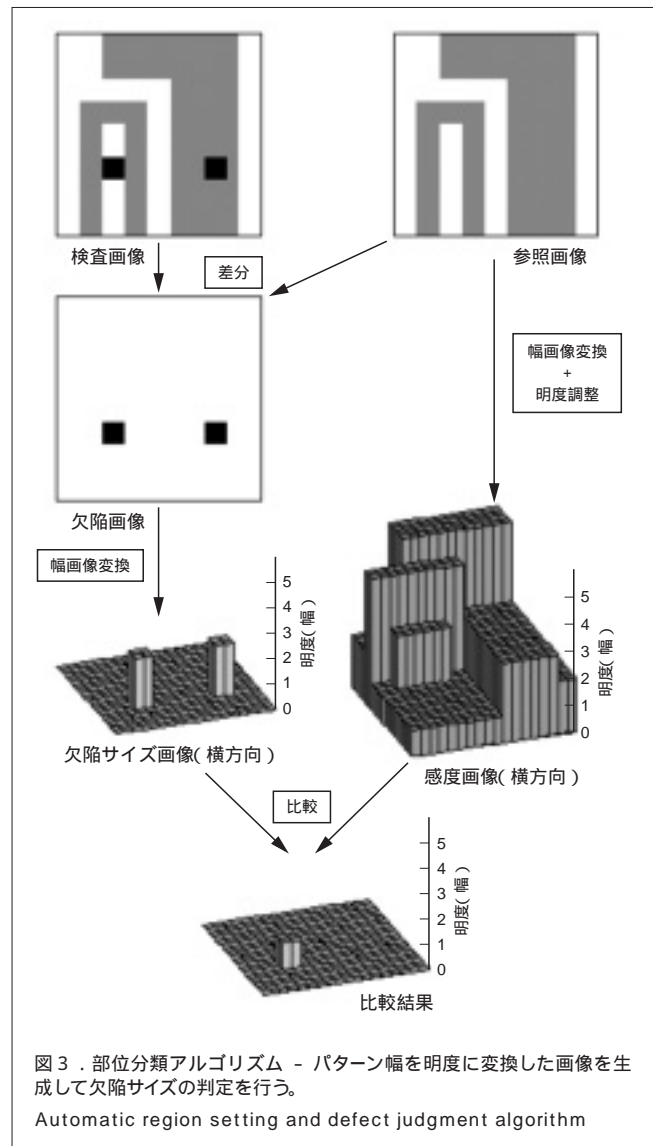 検査画像
参照画像
差分
幅画像変換
+
明度調整
欠陥画像
幅画像変換
5
4
3
2
1
0
明度(幅)
欠陥サイズ画像(横方向)
5
4
3
2
1
0
明度(幅)
感度画像(横方向)
比較
5
4
3
2
1
0
明度(幅)
比較結果
図3．部位分類アルゴリズム － パターン幅を明度に変換した画像を生
成して欠陥サイズの判定を行う。
Automatic region setting and defect judgment algorithm